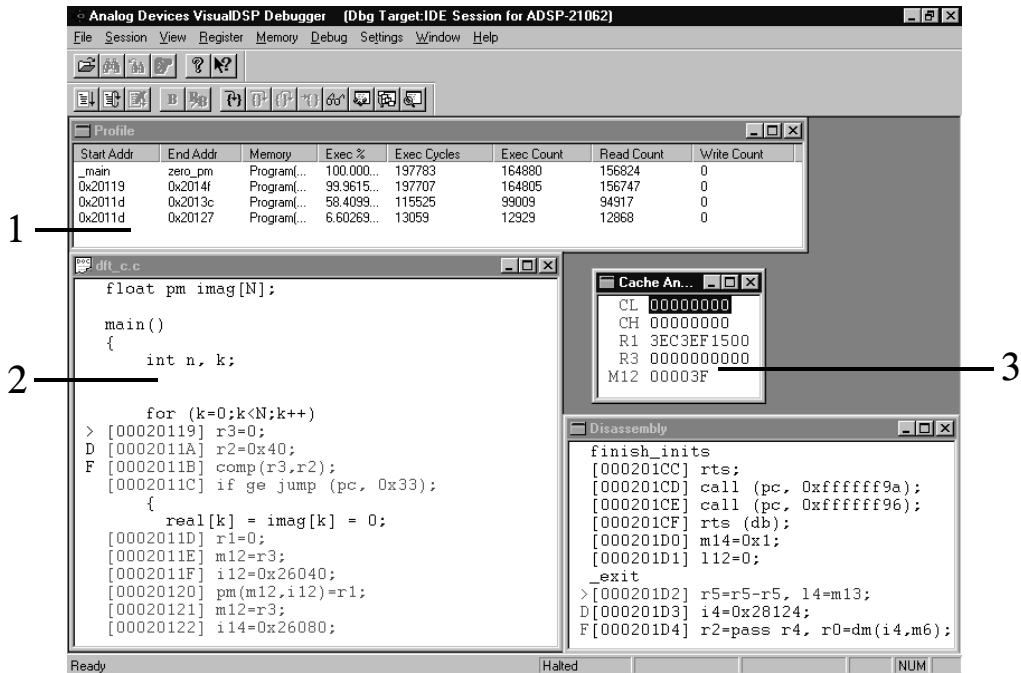 Analog Devices VisualDSP Debugger (Dbg Target:IDE Session for ADSP-21062)
File Session View Register Memory Debug Settings Window Help
Profile
Start Addr End Addr Memory Exec % Exec Cycles Exec Count Read Count Write Count
_main zero_pm Program(... 100.000... 197783 164880 156824 0
0x20119 0x2014f Program(... 99.9615... 197707 164805 156747 0
0x2011d 0x2013c Program(... 58.4099... 115525 99009 94917 0
0x2011d 0x20127 Program(... 6.60269... 13059 12929 12868 0
1
dft_c.c
float pm imag[N];
main()
{
int n, k;
2
for (k=0;k<N;k++)
> [00020119] r3=0;
D [0002011A] r2=0x40;
F [0002011B] comp(r3,r2);
[0002011C] if ge jump (pc, 0x33);
{
real[k] = imag[k] = 0;
[0002011D] r1=0;
[0002011E] m12=r3;
[0002011F] i12=0x26040;
[00020120] pm(m12,i12)=r1;
[00020121] m12=r3;
[00020122] i14=0x26080;
Cache An...
CL 00000000
CH 00000000
R1 3EC3EF1500
R3 0000000000
M12 00003F
3
Disassembly
finish_inits
[000201CC] rts;
[000201CD] call (pc, 0xffffff9a);
[000201CE] call (pc, 0xffffff96);
[000201CF] rts (db);
[000201D0] m14=0x1;
[000201D1] l12=0;
_exit
>[000201D2] r5=r5-r5, l4=m13;
D[000201D3] i4=0x28124;
F[000201D4] r2=pass r4, r0=dm(i4,m6);
Ready Halted NUM